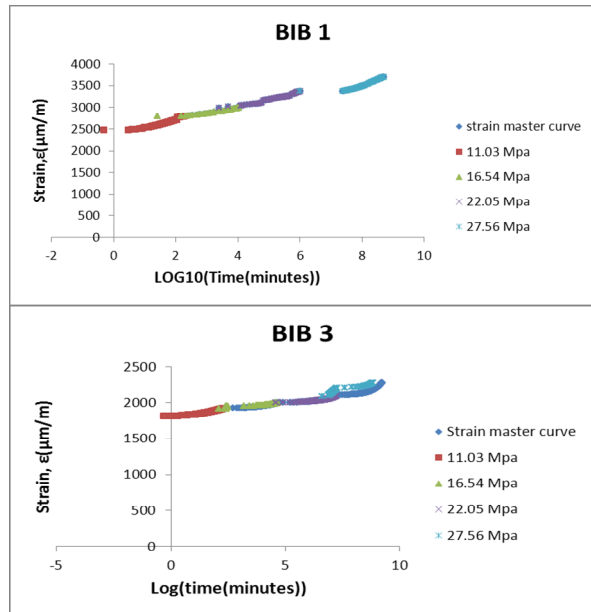 BIB 1
4000
3500
3000
2500
2000
1500
1000
500
0
Strain,ε(μm/m)
-2 0 2 4 6 8 10
LOG10(Time(minutes))
strain master curve
11.03 Mpa
16.54 Mpa
22.05 Mpa
27.56 Mpa
BIB 3
2500
2000
1500
1000
500
0
Strain, ε(μm/m)
-5 0 5 10
Log(time(minutes))
Strain master curve
11.03 Mpa
16.54 Mpa
22.05 Mpa
27.56 Mpa